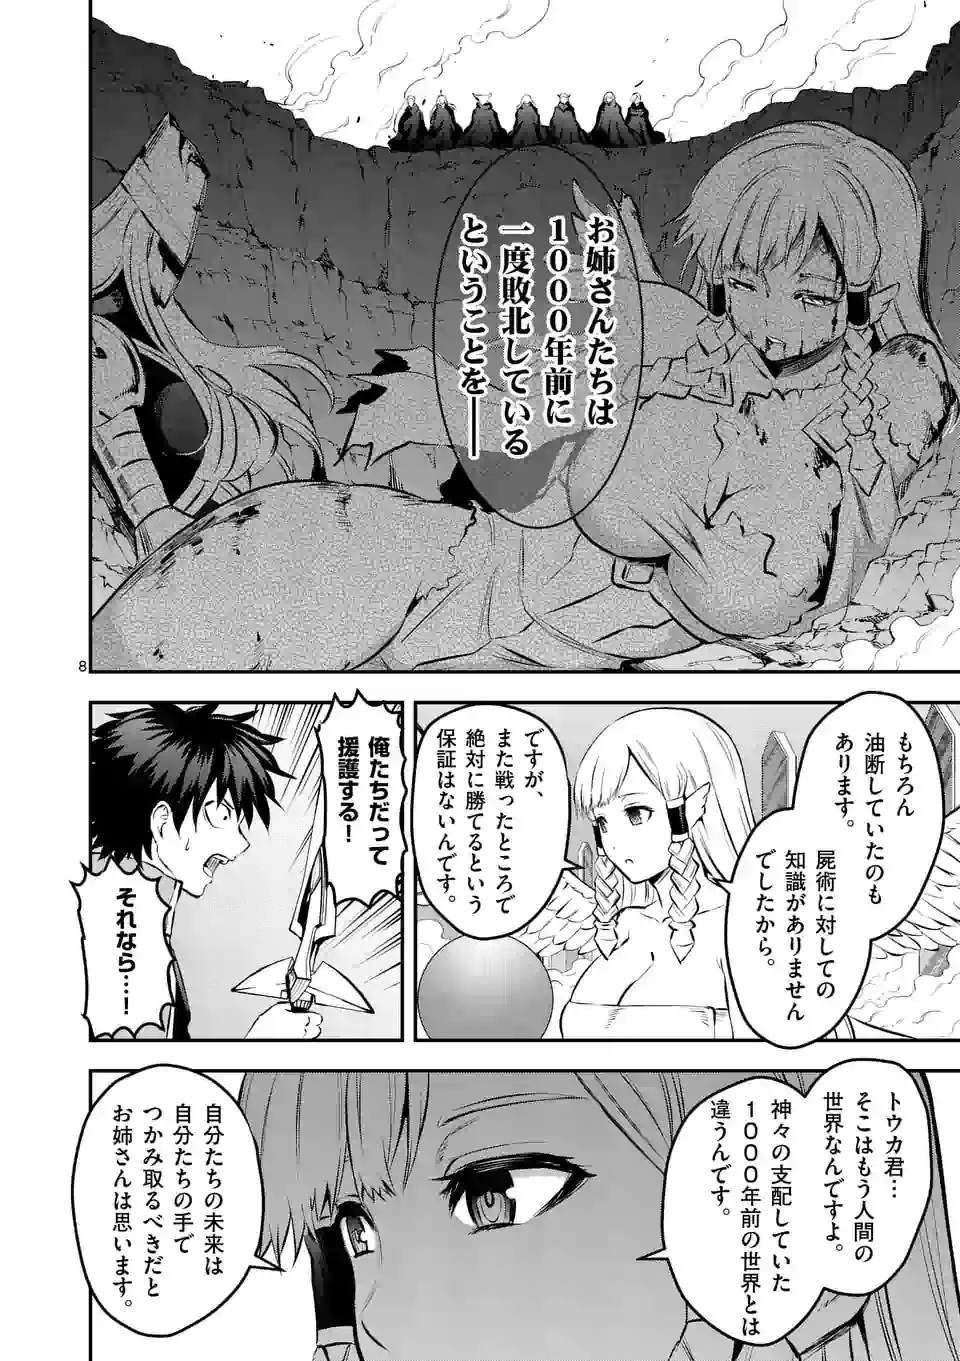 お姉さんたちは
1000年前に
一度敗北している
ということを──
8
もちろん
油断していたのも
あります。
屍術に対しての
知識がありません
でしたから。
ですが、
また戦ったところで
絶対に勝てるという
保証はないんです。
俺たちだって
援護する!
それなら…!
トウカ君…
そこはもう人間の
世界なんですよ。
神々の支配していた
1000年前の世界とは
違うんです。
自分たちの未来は
自分たちの手で
つかみ取るべきだと
お姉さんは思います。